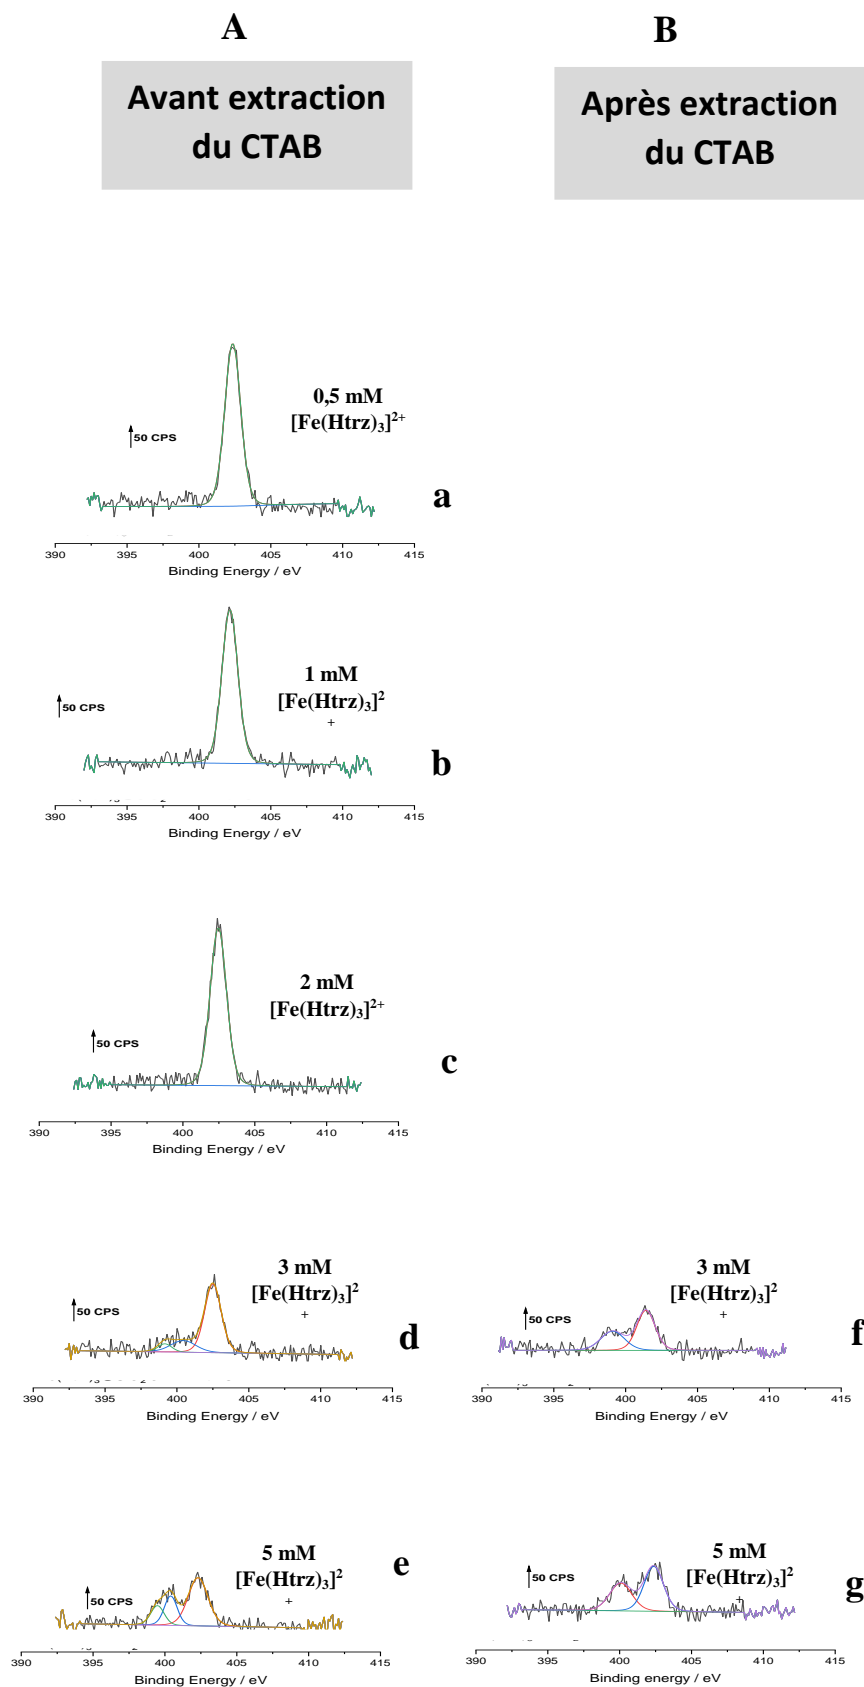 A
B
Avant extraction
du CTAB
Après extraction
du CTAB
0,5 mM
[Fe(Htrz)₃]²⁺
50 CPS
a
390 395 400 405 410 415
Binding Energy / eV
1 mM
[Fe(Htrz)₃]²
+
50 CPS
b
390 395 400 405 410 415
Binding Energy / eV
2 mM
[Fe(Htrz)₃]²⁺
50 CPS
c
390 395 400 405 410 415
Binding Energy / eV
3 mM
[Fe(Htrz)₃]²
+
50 CPS
d
390 395 400 405 410 415
Binding Energy / eV
3 mM
[Fe(Htrz)₃]²
+
50 CPS
f
390 395 400 405 410 415
Binding Energy / eV
5 mM
[Fe(Htrz)₃]²
+
50 CPS
e
390 395 400 405 410 415
Binding Energy / eV
5 mM
[Fe(Htrz)₃]²
+
50 CPS
g
390 395 400 405 410 415
Binding energy / eV